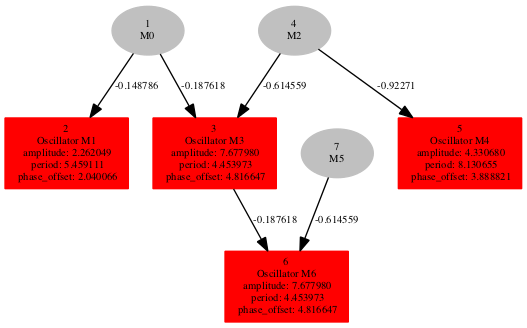 1
M0
4
M2
-0.148786
-0.187618
-0.614559
-0.92271
2
Oscillator M1
amplitude: 2.262049
period: 5.459111
phase_offset: 2.040066
3
Oscillator M3
amplitude: 7.677980
period: 4.453973
phase_offset: 4.816647
7
M5
5
Oscillator M4
amplitude: 4.330680
period: 8.130655
phase_offset: 3.888821
-0.187618
-0.614559
6
Oscillator M6
amplitude: 7.677980
period: 4.453973
phase_offset: 4.816647